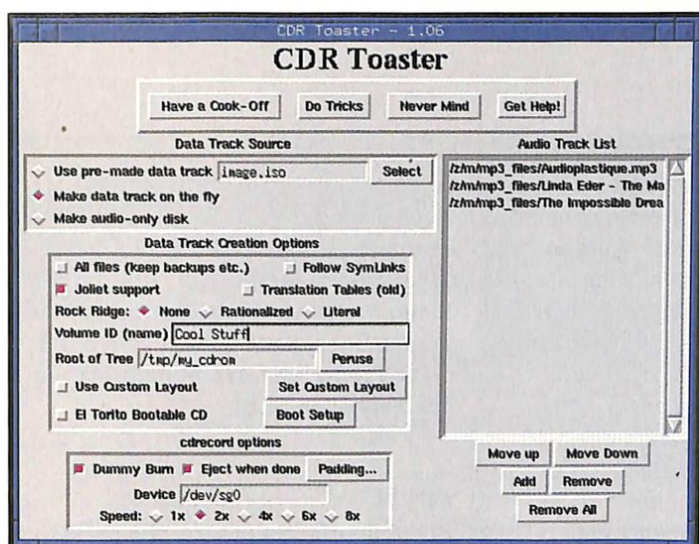 CDR Toaster - 1.06
CDR Toaster
Have a Cook-Off Do Tricks Never Mind Get Help!
Data Track Source
Use pre-made data track image.iso Select
Make data track on the fly
Make audio-only disk
Data Track Creation Options
All files (keep backups etc.) Follow SymLinks
Joliet support Translation Tables (old)
Rock Ridge: None Rationalized Literal
Volume ID (name) Cool Stuff
Root of Tree /tmp/my_cdrom Peruse
Use Custom Layout Set Custom Layout
El Torito Bootable CD Boot Setup
cdrecord options
Dummy Burn Eject when done Padding...
Device /dev/sg0
Speed: 1x 2x 4x 6x 8x
Audio Track List
/z/m/mp3_files/Audioplastique.mp3
/z/m/mp3_files/Linda Eder - The Ma
/z/m/mp3_files/The Impossible Drea
Move up Move Down
Add Remove
Remove All